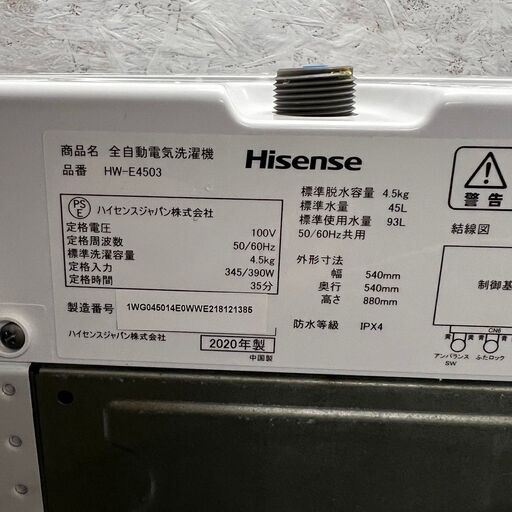 商品名 全自動電気洗濯機
品番 HW-E4503
Hisense
PS
E
ハイセンスジャパン株式会社
定格電圧 100V
定格周波数 50/60Hz
標準洗濯容量 4.5kg
定格入力 345/390W
定格時間 35分
製造番号 1WG045014E0WWE218121385
ハイセンスジャパン株式会社
2020年製
中国製
標準脱水容量 4.5kg
標準水量 45L
標準使用水量 93L
50/60Hz共用
外形寸法
幅 540mm
奥行 540mm
高さ 880mm
防水等級 IPX4
警告
結線図
制御基
CN6
黄 黄 青 青
アンバランス ふたロック
SW